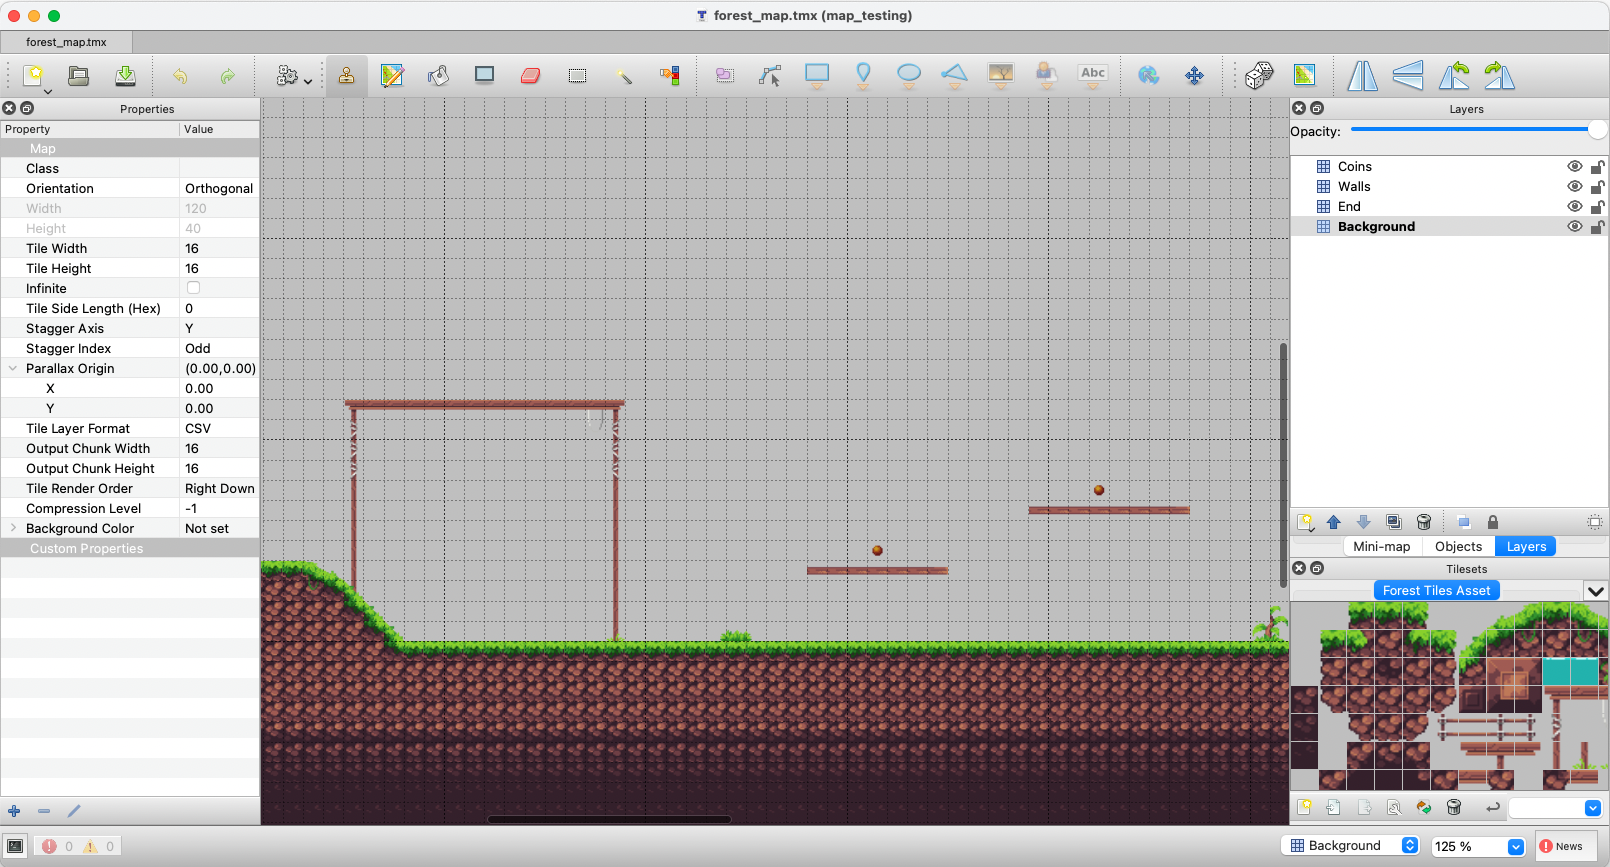 forest_map.tmx (map_testing)
forest_map.tmx
Abc
Properties
Property Value
Map
Class
Orientation Orthogonal
Width 120
Height 40
Tile Width 16
Tile Height 16
Infinite
Tile Side Length (Hex) 0
Stagger Axis Y
Stagger Index Odd
Parallax Origin (0.00,0.00)
X 0.00
Y 0.00
Tile Layer Format CSV
Output Chunk Width 16
Output Chunk Height 16
Tile Render Order Right Down
Compression Level -1
Background Color Not set
Custom Properties
Layers
Opacity:
Coins
Walls
End
Background
Mini-map Objects Layers
Tilesets
Forest Tiles Asset
0 0
Background 125 % News